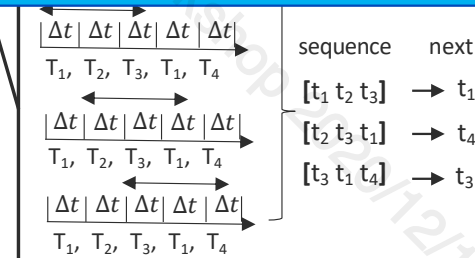 |Δt|Δt|Δt|Δt|Δt|
T₁, T₂, T₃, T₁, T₄
|Δt|Δt|Δt|Δt|Δt|
T₁, T₂, T₃, T₁, T₄
|Δt|Δt|Δt|Δt|Δt|
T₁, T₂, T₃, T₁, T₄
sequence next
[t₁ t₂ t₃] → t₁
[t₂ t₃ t₁] → t₄
[t₃ t₁ t₄] → t₃